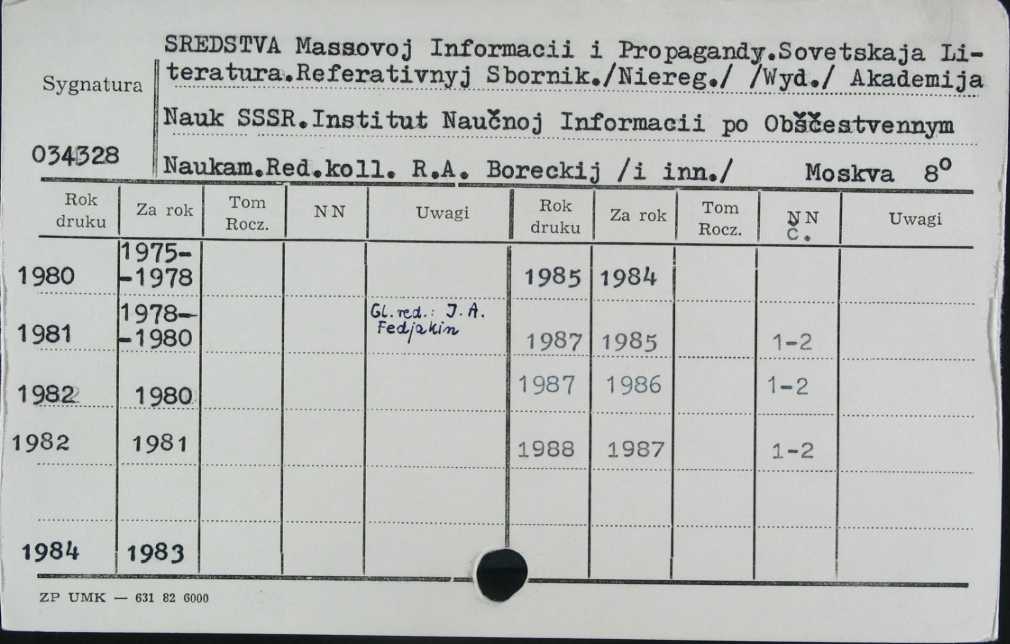 SREDSTVA Massovoj Informacii i Propagandy.Sovetskaja Li-
teratura.Referativnyj Sbornik./Niereg./ /Wyd./ Akademija
Sygnatura
Nauk SSSR.Institut Naučnoj Informacii po Obščestvennym
034328
Naukam.Red.koll. R.A. Boreckij /i inn./ Moskva 8º
Rok druku Za rok Tom Rocz. NN Uwagi Rok druku Za rok Tom Rocz. NN Č. Uwagi
1980 1975-
-1978 1985 1984
1981 1978-
-1980 Gl. red.: J. A.
Fedjakin 1987 1985 1-2
1982 1980 1987 1986 1-2
1982 1981 1988 1987 1-2
1984 1983
ZP UMK — 631 82 6000